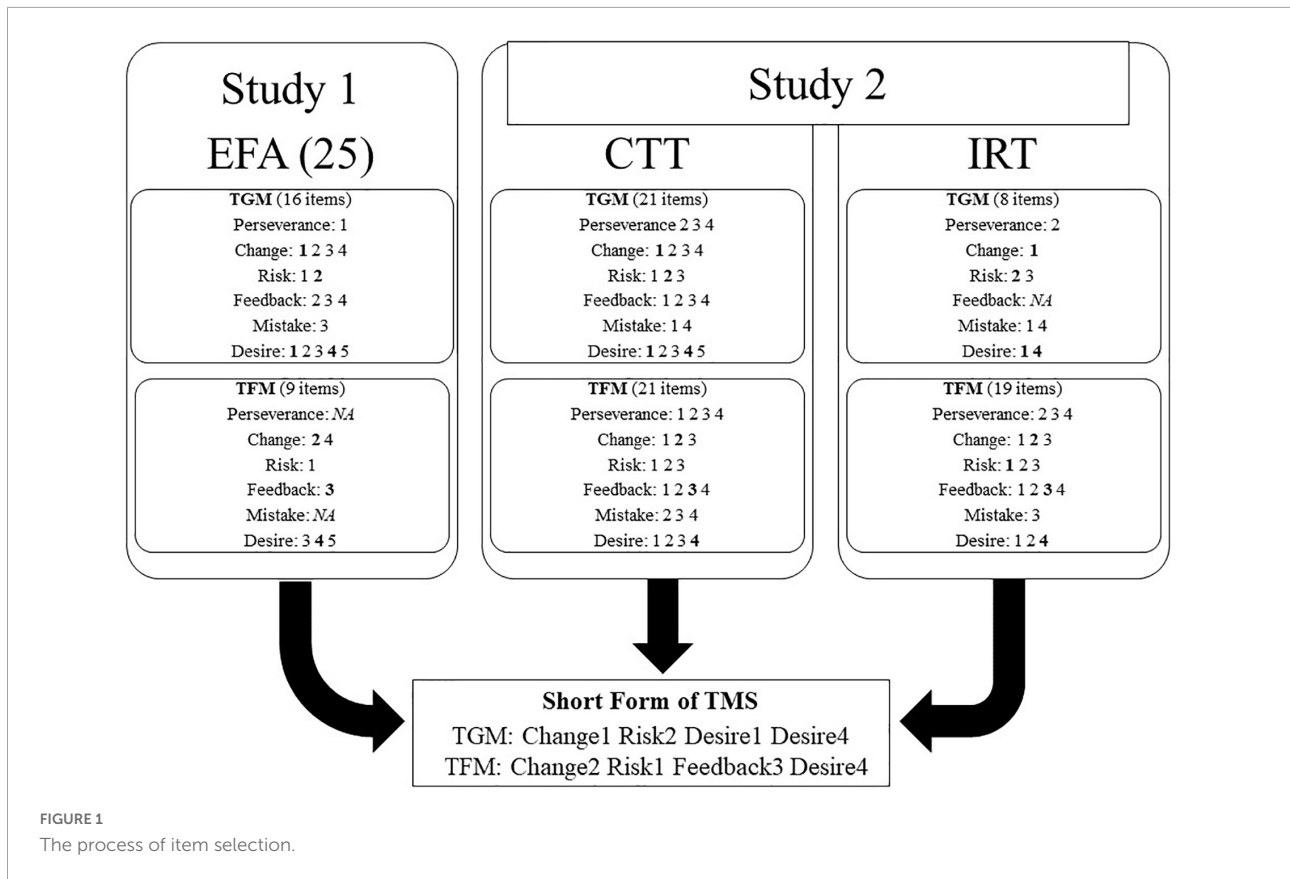 Study 1
EFA (25)
TGM (16 items)
Perseverance: 1
Change: 1 2 3 4
Risk: 1 2
Feedback: 2 3 4
Mistake: 3
Desire: 1 2 3 4 5
TFM (9 items)
Perseverance: NA
Change: 2 4
Risk: 1
Feedback: 3
Mistake: NA
Desire: 3 4 5
Study 2
CTT
TGM (21 items)
Perseverance 2 3 4
Change: 1 2 3 4
Risk: 1 2 3
Feedback: 1 2 3 4
Mistake: 1 4
Desire: 1 2 3 4 5
TFM (21 items)
Perseverance: 1 2 3 4
Change: 1 2 3
Risk: 1 2 3
Feedback: 1 2 3 4
Mistake: 2 3 4
Desire: 1 2 3 4
IRT
TGM (8 items)
Perseverance: 2
Change: 1
Risk: 2 3
Feedback: NA
Mistake: 1 4
Desire: 1 4
TFM (19 items)
Perseverance: 2 3 4
Change: 1 2 3
Risk: 1 2 3
Feedback: 1 2 3 4
Mistake: 3
Desire: 1 2 4
Short Form of TMS
TGM: Change1 Risk2 Desire1 Desire4
TFM: Change2 Risk1 Feedback3 Desire4
FIGURE 1
The process of item selection.